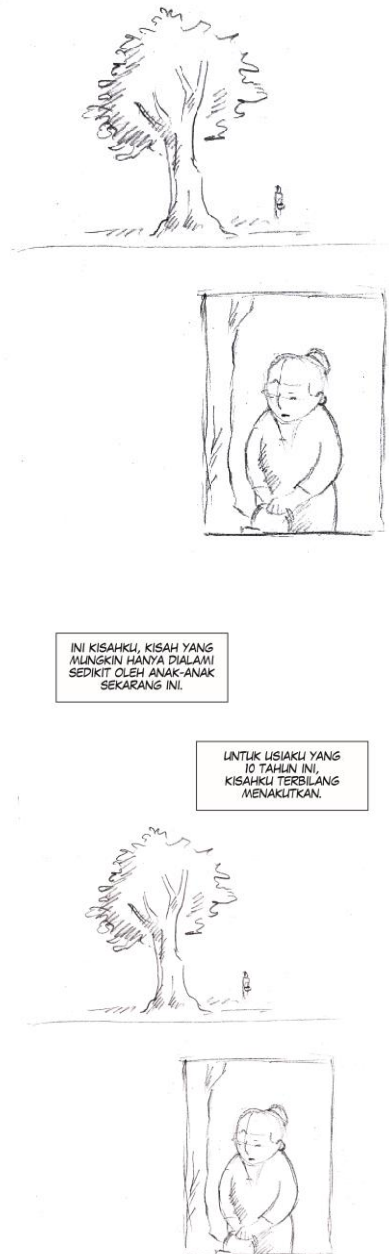 INI KISAHKU, KISAH YANG
MUNGKIN HANYA DIALAMI
SEDIKIT OLEH ANAK-ANAK
SEKARANG INI.
UNTUK USIAKU YANG
10 TAHUN INI,
KISAHKU TERBILANG
MENAKUTKAN.